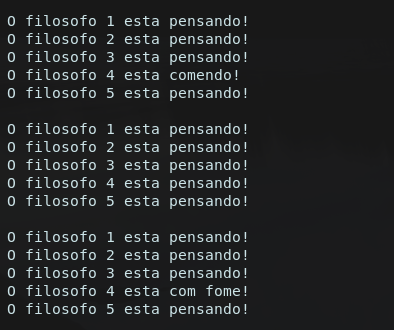 O filosofo 1 esta pensando!
O filosofo 2 esta pensando!
O filosofo 3 esta pensando!
O filosofo 4 esta comendo!
O filosofo 5 esta pensando!

O filosofo 1 esta pensando!
O filosofo 2 esta pensando!
O filosofo 3 esta pensando!
O filosofo 4 esta pensando!
O filosofo 5 esta pensando!

O filosofo 1 esta pensando!
O filosofo 2 esta pensando!
O filosofo 3 esta pensando!
O filosofo 4 esta com fome!
O filosofo 5 esta pensando!